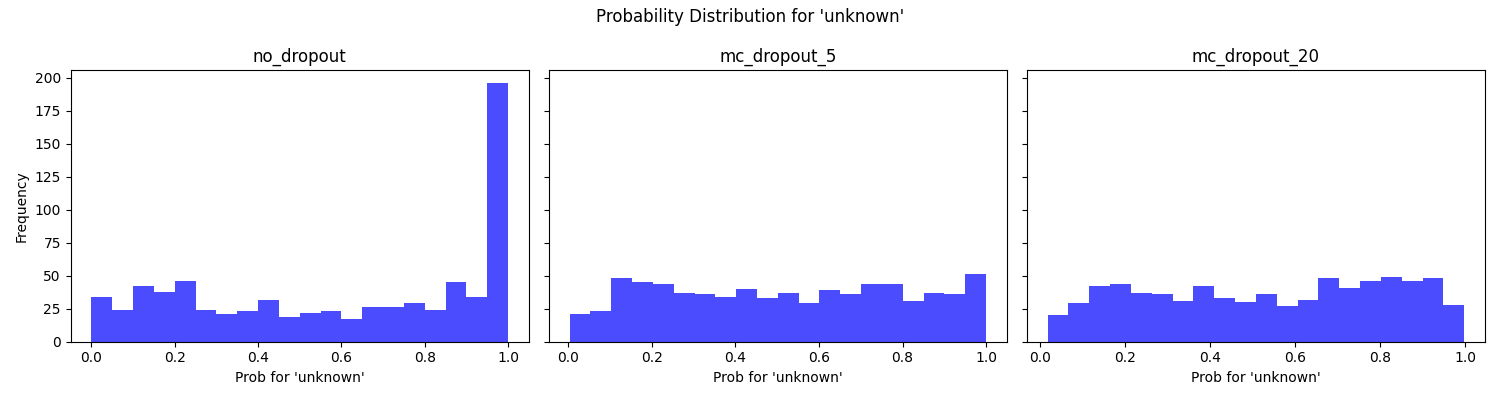 Probability Distribution for 'unknown'
no_dropout
mc_dropout_5
mc_dropout_20
200
175
150
125
100
75
50
25
0
Frequency
0.0 0.2 0.4 0.6 0.8 1.0
0.0 0.2 0.4 0.6 0.8 1.0
0.0 0.2 0.4 0.6 0.8 1.0
Prob for 'unknown'
Prob for 'unknown'
Prob for 'unknown'